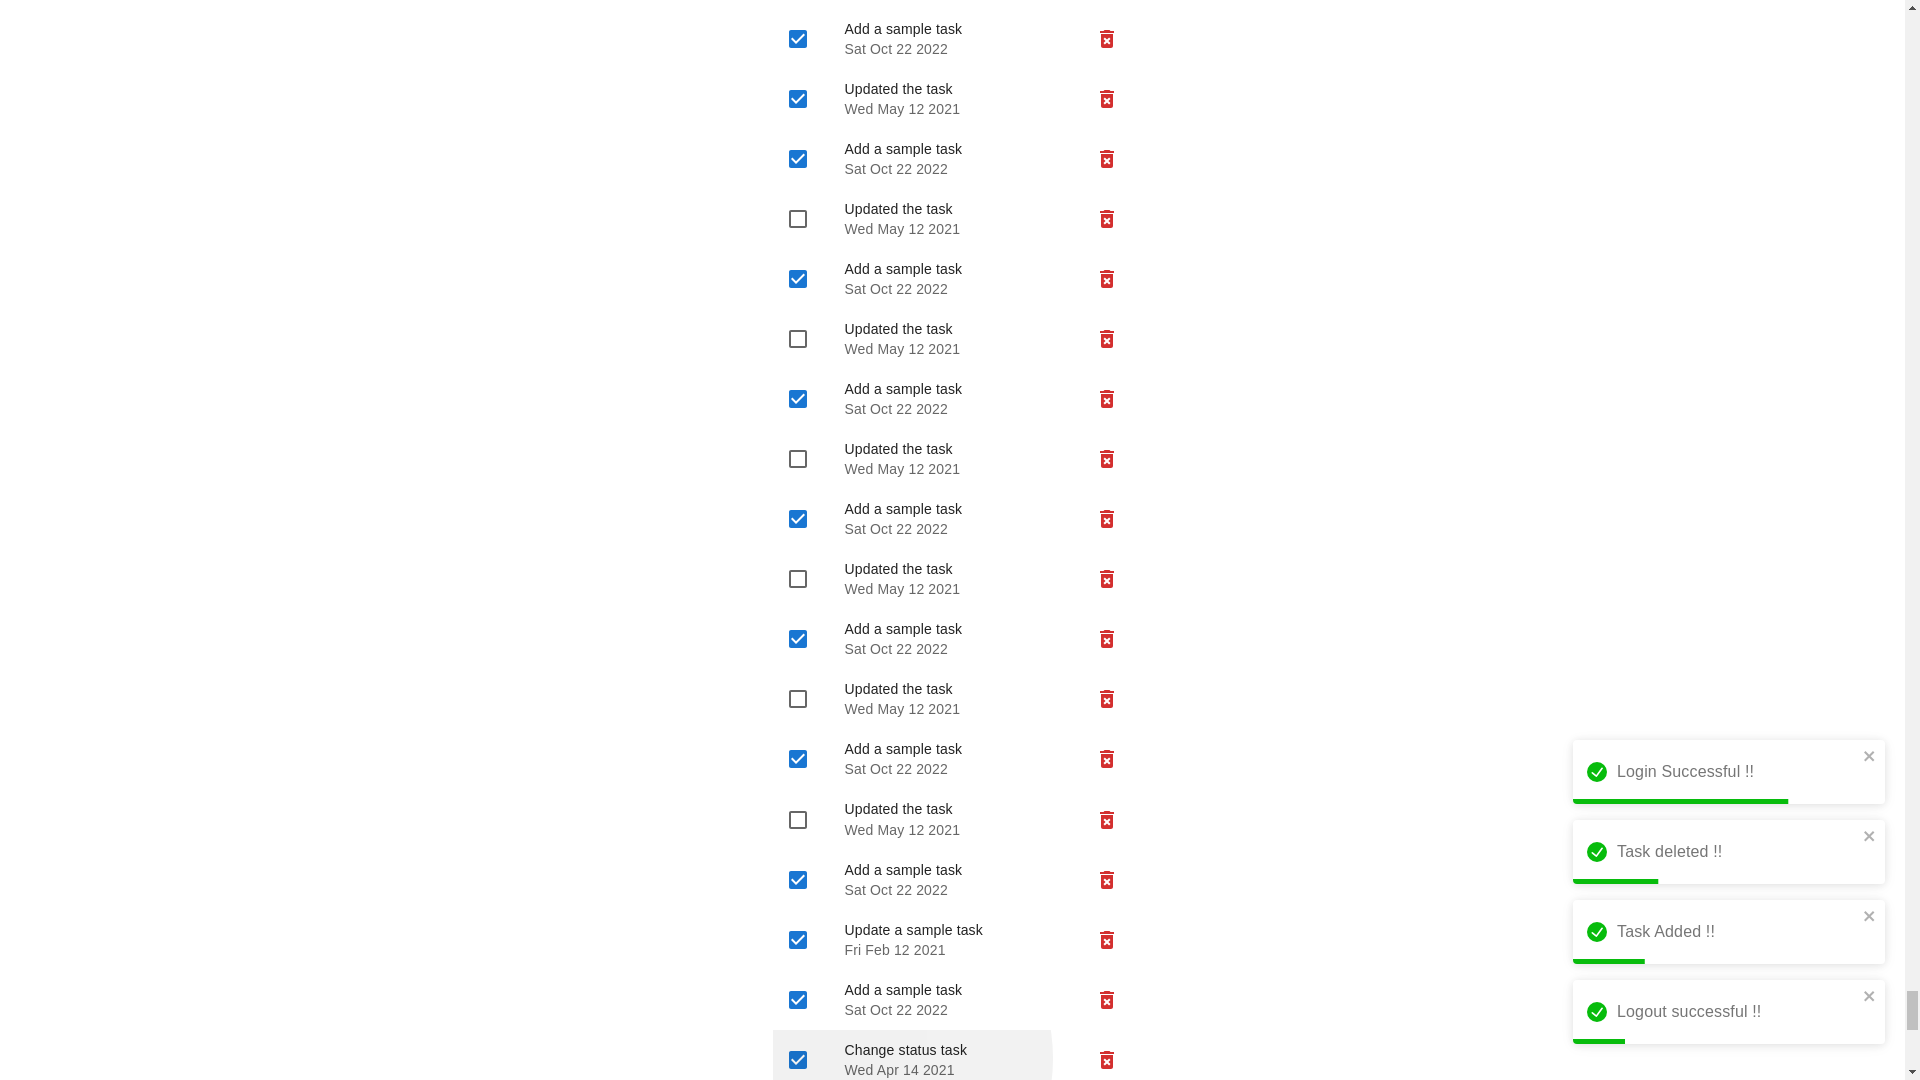 Add a sample task
Sat Oct 22 2022
Updated the task
Wed May 12 2021
Add a sample task
Sat Oct 22 2022
Updated the task
Wed May 12 2021
Add a sample task
Sat Oct 22 2022
Updated the task
Wed May 12 2021
Add a sample task
Sat Oct 22 2022
Updated the task
Wed May 12 2021
Add a sample task
Sat Oct 22 2022
Updated the task
Wed May 12 2021
Add a sample task
Sat Oct 22 2022
Updated the task
Wed May 12 2021
Add a sample task
Sat Oct 22 2022
Updated the task
Wed May 12 2021
Add a sample task
Sat Oct 22 2022
Update a sample task
Fri Feb 12 2021
Add a sample task
Sat Oct 22 2022
Change status task
Wed Apr 14 2021
Login Successful !!
Task deleted !!
Task Added !!
Logout successful !!